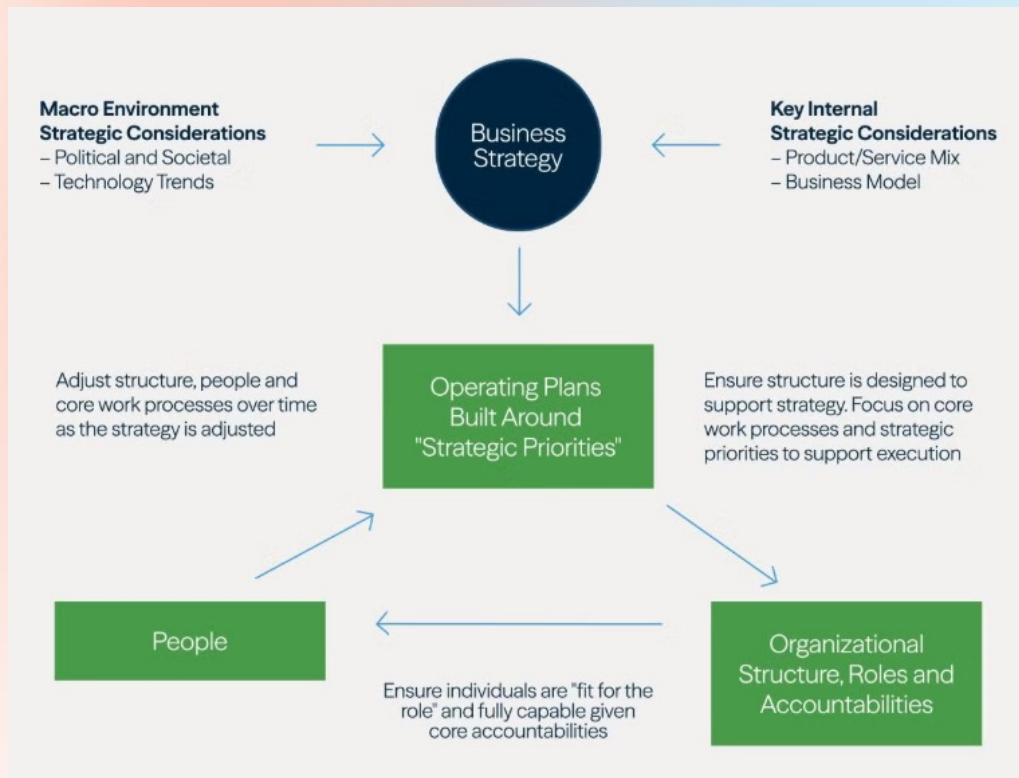 Macro Environment
Strategic Considerations
– Political and Societal
– Technology Trends
Business
Strategy
Key Internal
Strategic Considerations
– Product/Service Mix
– Business Model
Adjust structure, people and
core work processes over time
as the strategy is adjusted
Operating Plans
Built Around
"Strategic Priorities"
Ensure structure is designed to
support strategy. Focus on core
work processes and strategic
priorities to support execution
People
Ensure individuals are "fit for the
role" and fully capable given
core accountabilities
Organizational
Structure, Roles and
Accountabilities